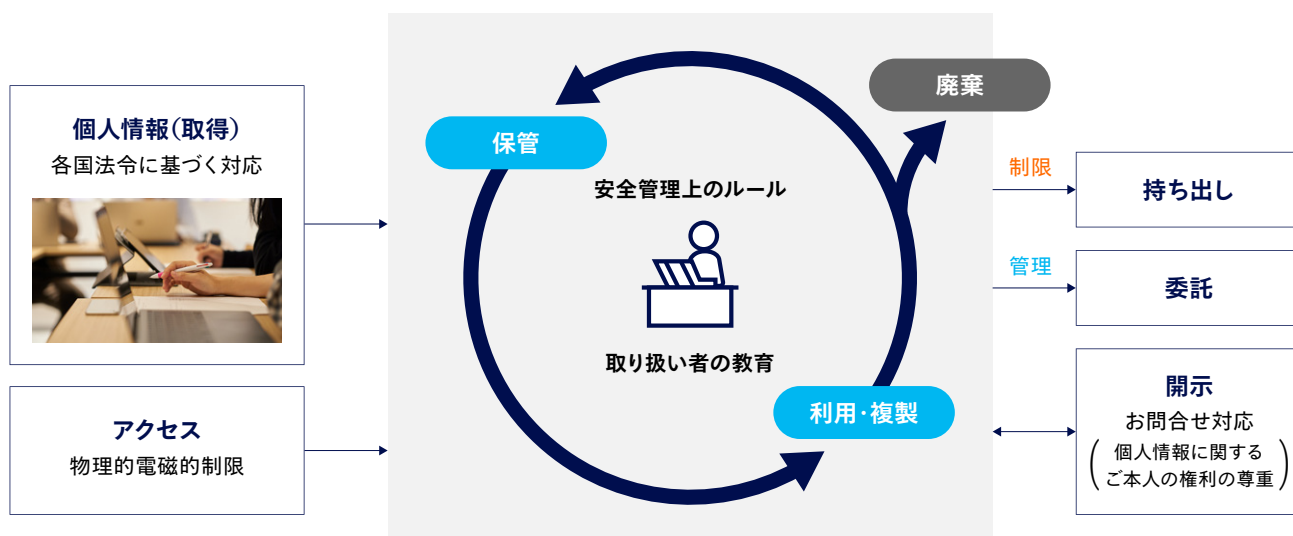 個人情報(取得)
各国法令に基づく対応
アクセス
物理的電磁的制限
保管
廃棄
安全管理上のルール
取り扱い者の教育
利用・複製
制限
持ち出し
管理
委託
開示
お問合せ対応
(個人情報に関する
ご本人の権利の尊重)